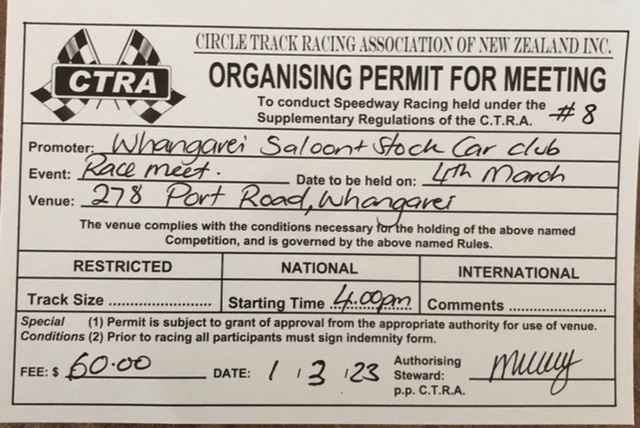 CIRCLE TRACK RACING ASSOCIATION OF NEW ZEALAND INC.
CTRA
ORGANISING PERMIT FOR MEETING
To conduct Speedway Racing held under the
Supplementary Regulations of the C.T.R.A. #8
Promoter: Whangarei Saloon + Stock Car club
Event: Race meet. Date to be held on: 4th March
Venue: 278 Port Road, Whangarei
The venue complies with the conditions necessary for the holding of the above named
Competition, and is governed by the above named Rules.
RESTRICTED NATIONAL INTERNATIONAL
Track Size .................... Starting Time 4.00pm Comments ....................
Special (1) Permit is subject to grant of approval from the appropriate authority for use of venue.
Conditions (2) Prior to racing all participants must sign indemnity form.
FEE: $ 60.00 DATE: 1 / 3 / 23 Authorising
Steward:
p.p. C.T.R.A.